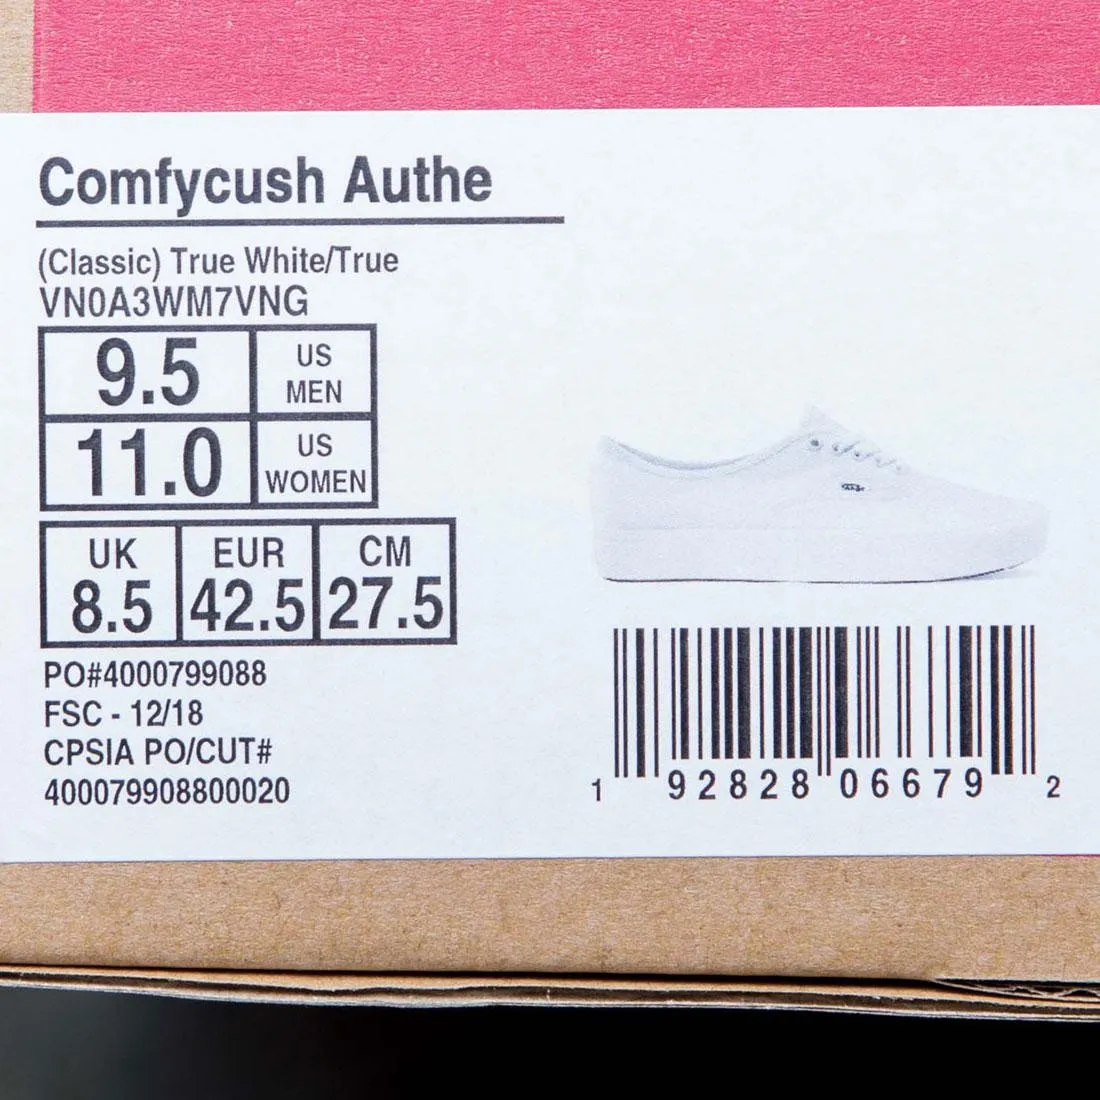 Comfycush Authe
(Classic) True White/True
VN0A3WM7VNG
9.5 US MEN
11.0 US WOMEN
UK EUR CM
8.5 42.5 27.5
PO#4000799088
FSC - 12/18
CPSIA PO/CUT#
400079908800020
1 92828 06679 2